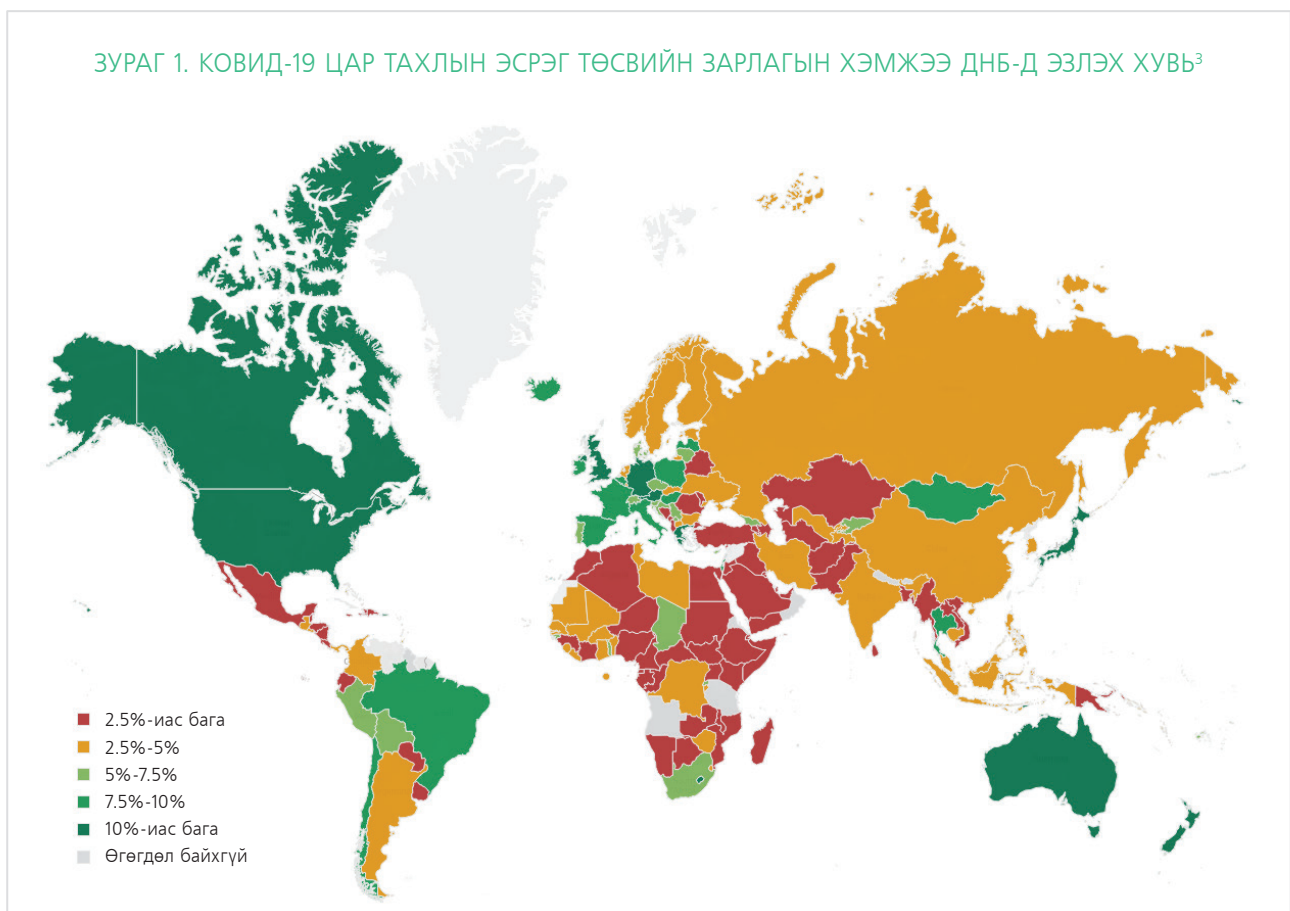 ЗУРАГ 1. КОВИД-19 ЦАР ТАХЛЫН ЭСРЭГ ТӨСВИЙН ЗАРЛАГЫН ХЭМЖЭЭ ДНБ-Д ЭЗЛЭХ ХУВЬ³
2.5%-иас бага
2.5%-5%
5%-7.5%
7.5%-10%
10%-иас бага
Өгөгдөл байхгүй